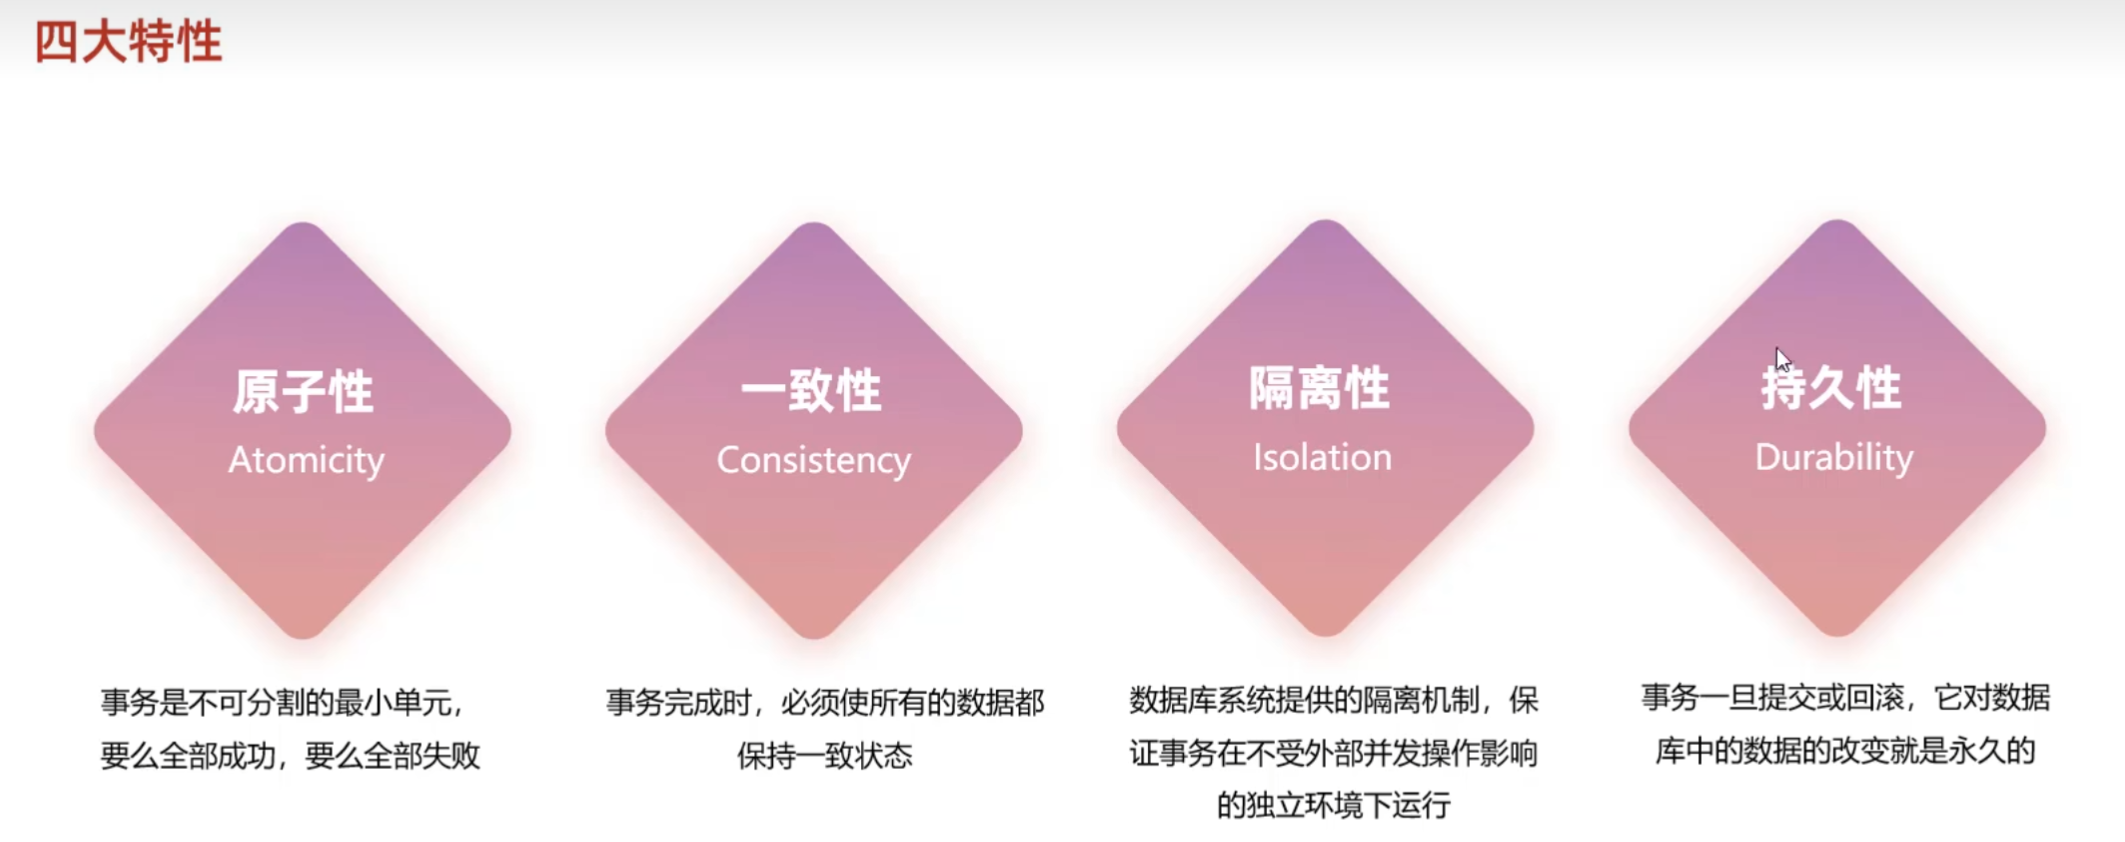 四大特性
原子性
Atomicity
事务是不可分割的最小单元，
要么全部成功，要么全部失败
一致性
Consistency
事务完成时，必须使所有的数据都
保持一致状态
隔离性
Isolation
数据库系统提供的隔离机制，保
证事务在不受外部并发操作影响
的独立环境下运行
持久性
Durability
事务一旦提交或回滚，它对数据
库中的数据的改变就是永久的